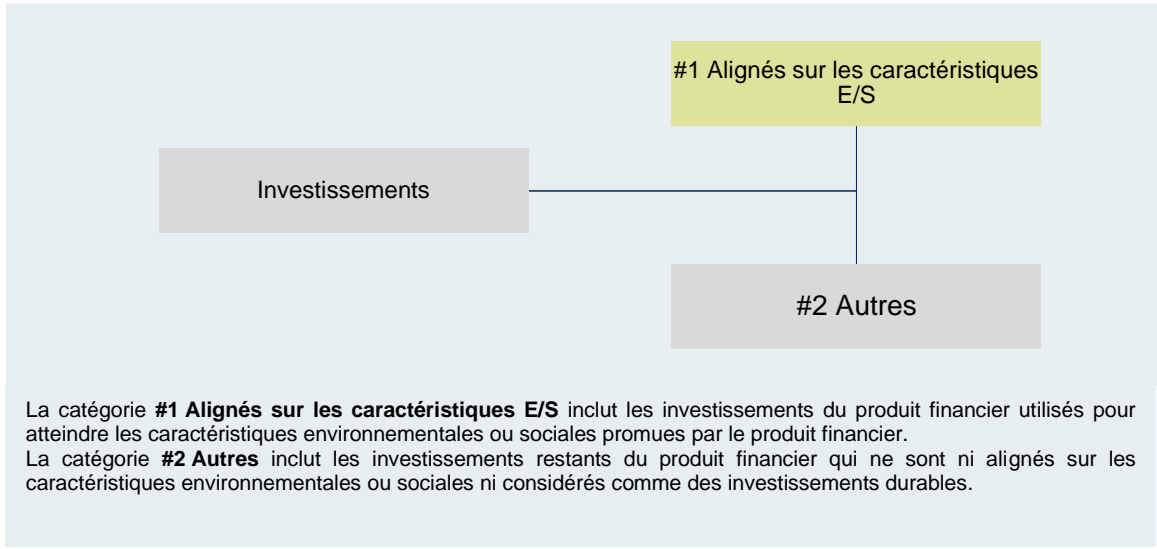 #1 Alignés sur les caractéristiques
E/S
Investissements
#2 Autres
La catégorie #1 Alignés sur les caractéristiques E/S inclut les investissements du produit financier utilisés pour
atteindre les caractéristiques environnementales ou sociales promues par le produit financier.
La catégorie #2 Autres inclut les investissements restants du produit financier qui ne sont ni alignés sur les
caractéristiques environnementales ou sociales ni considérés comme des investissements durables.